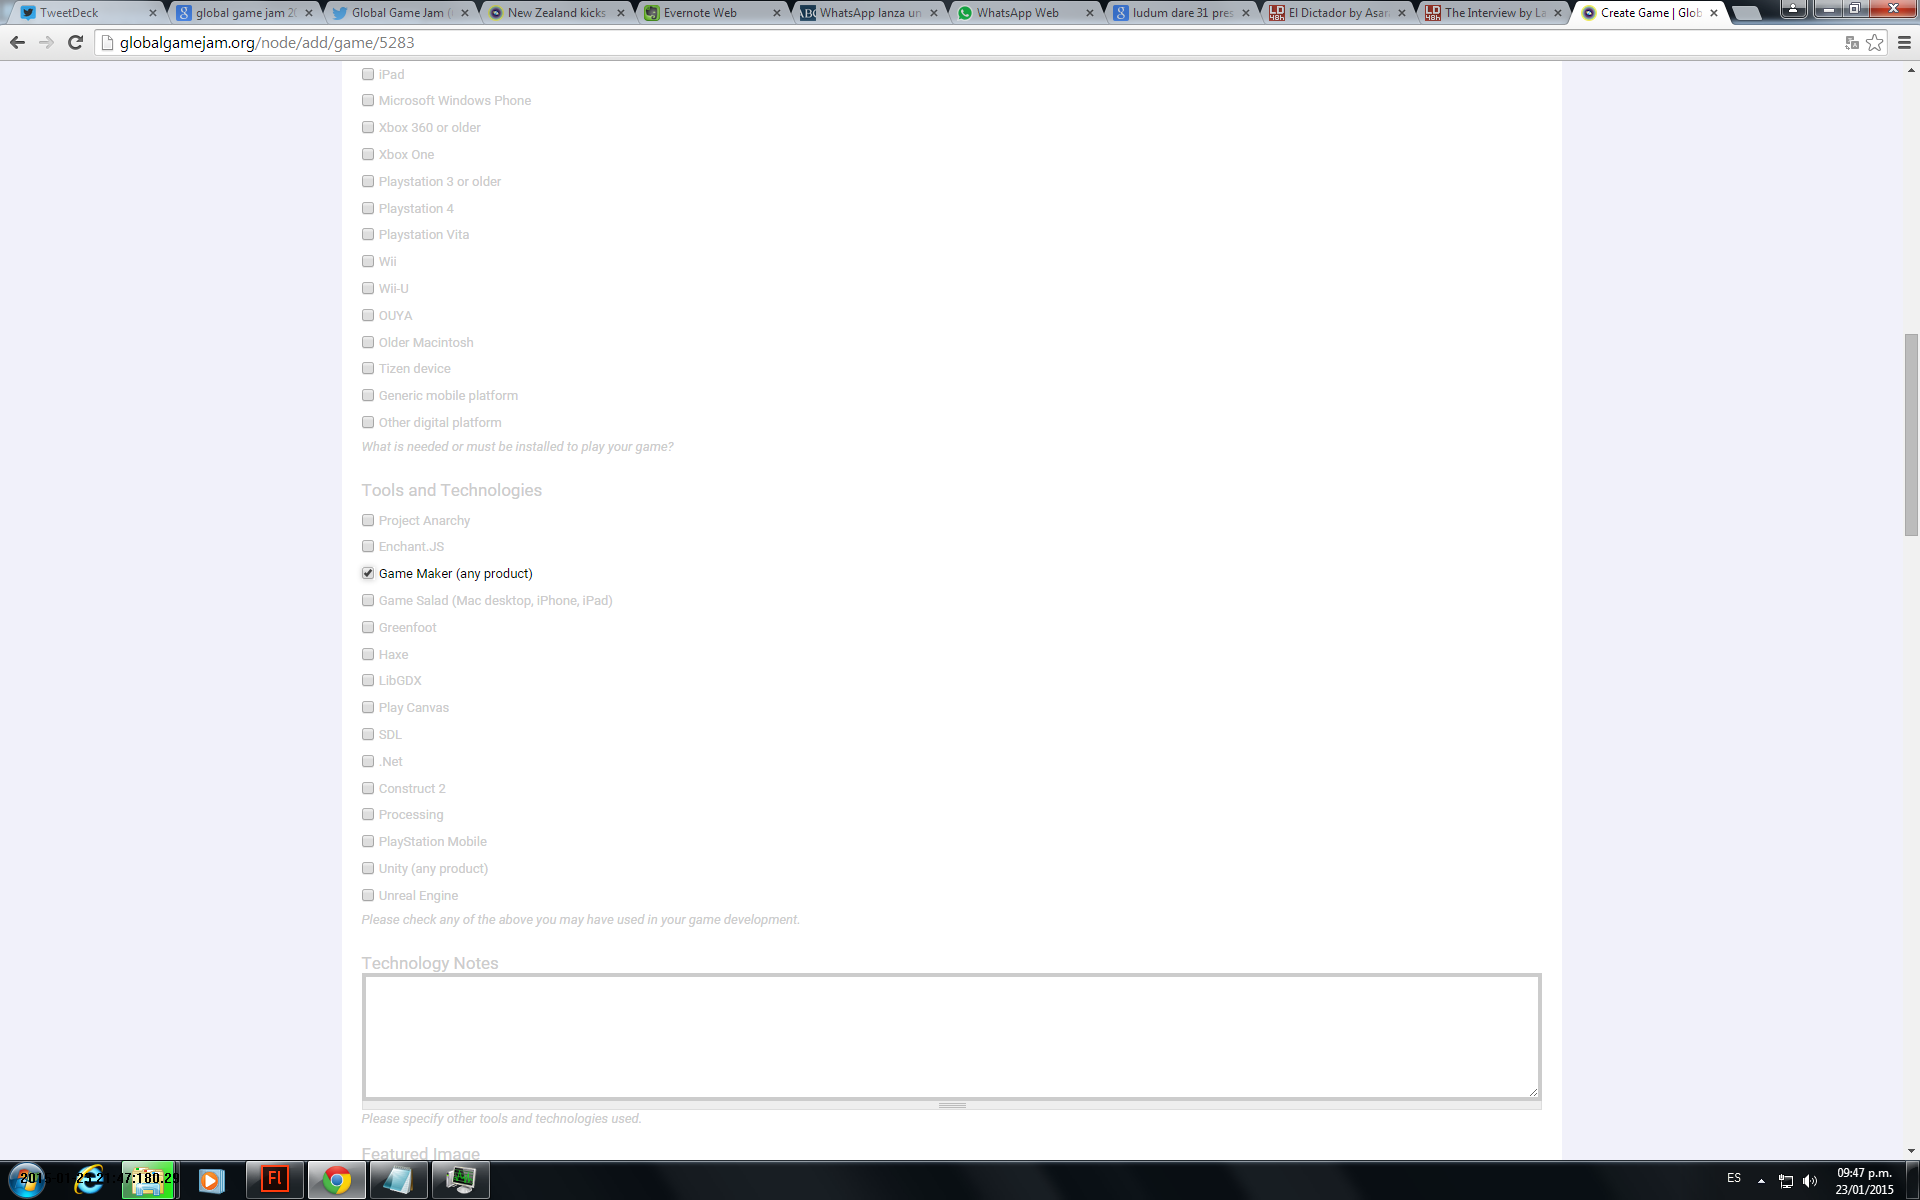 TweetDeck
global game jam 20
Global Game Jam (
New Zealand kicks
Evernote Web
WhatsApp lanza un
WhatsApp Web
ludum dare 31 pres
El Dictador by Asar
The Interview by La
Create Game | Glob
globalgamejam.org/node/add/game/5283
iPad
Microsoft Windows Phone
Xbox 360 or older
Xbox One
Playstation 3 or older
Playstation 4
Playstation Vita
Wii
Wii-U
OUYA
Older Macintosh
Tizen device
Generic mobile platform
Other digital platform
What is needed or must be installed to play your game?
Tools and Technologies
Project Anarchy
Enchant.JS
Game Maker (any product)
Game Salad (Mac desktop, iPhone, iPad)
Greenfoot
Haxe
LibGDX
Play Canvas
SDL
.Net
Construct 2
Processing
PlayStation Mobile
Unity (any product)
Unreal Engine
Please check any of the above you may have used in your game development.
Technology Notes
Please specify other tools and technologies used.
Featured Image
Fl
ES
09:47 p.m.
23/01/2015